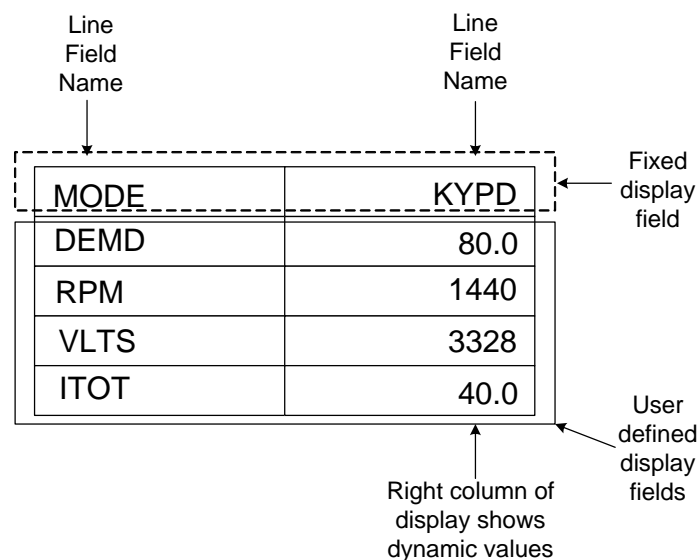 Line
Field
Name
Line
Field
Name
Fixed
display
field
MODE KYPD
DEMD 80.0
RPM 1440
VLTS 3328
ITOT 40.0
User
defined
display
fields
Right column of
display shows
dynamic values